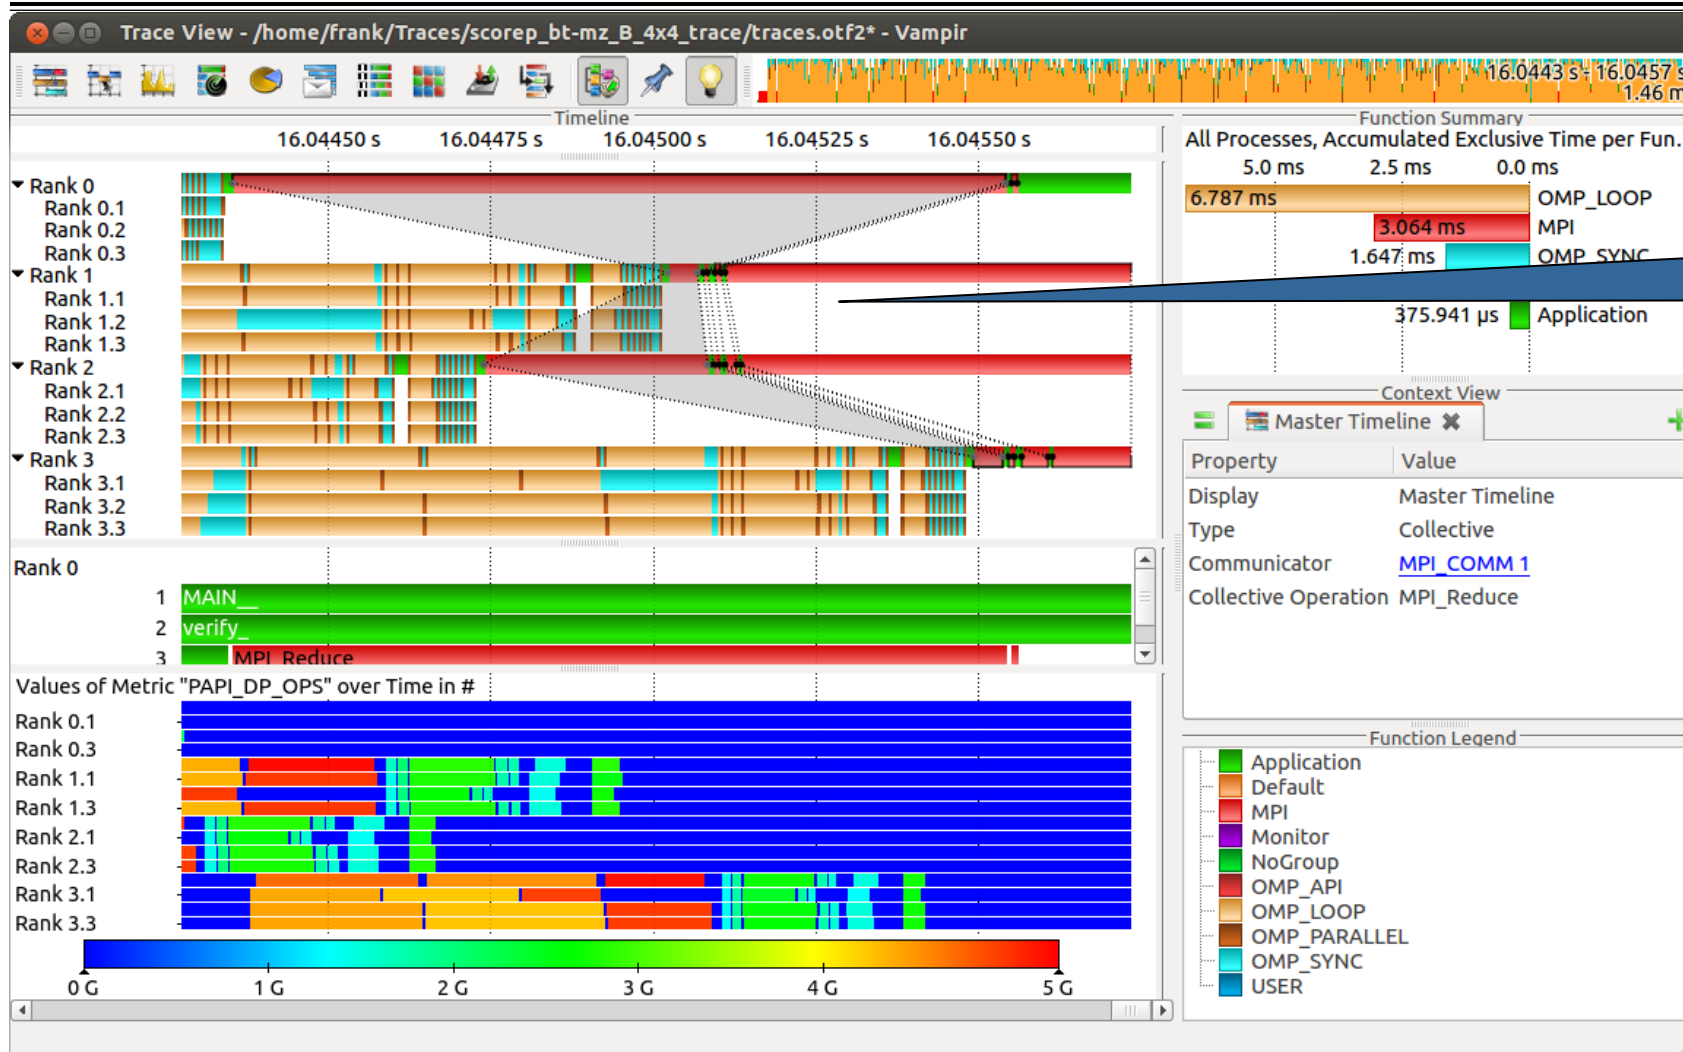 Trace View - /home/frank/Traces/scorep_bt-mz_B_4x4_trace/traces.otf2* - Vampir
16.0443 s - 16.0457 s
1.46 m
Timeline
16.04450 s 16.04475 s 16.04500 s 16.04525 s 16.04550 s
Rank 0
Rank 0.1
Rank 0.2
Rank 0.3
Rank 1
Rank 1.1
Rank 1.2
Rank 1.3
Rank 2
Rank 2.1
Rank 2.2
Rank 2.3
Rank 3
Rank 3.1
Rank 3.2
Rank 3.3
Rank 0
1 MAIN__
2 verify_
3 MPI_Reduce
Values of Metric "PAPI_DP_OPS" over Time in #
Rank 0.1
Rank 0.3
Rank 1.1
Rank 1.3
Rank 2.1
Rank 2.3
Rank 3.1
Rank 3.3
0 G 1 G 2 G 3 G 4 G 5 G
Function Summary
All Processes, Accumulated Exclusive Time per Fun...
5.0 ms 2.5 ms 0.0 ms
6.787 ms OMP_LOOP
3.064 ms MPI
1.647 ms OMP_SYNC
375.941 µs Application
Context View
Master Timeline
Property Value
Display Master Timeline
Type Collective
Communicator MPI_COMM 1
Collective Operation MPI_Reduce
Function Legend
Application
Default
MPI
Monitor
NoGroup
OMP_API
OMP_LOOP
OMP_PARALLEL
OMP_SYNC
USER